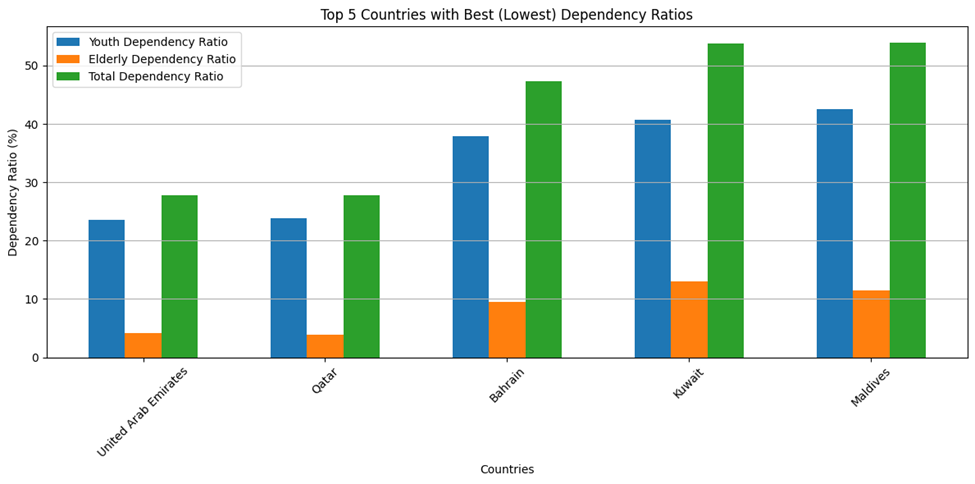 Top 5 Countries with Best (Lowest) Dependency Ratios
Youth Dependency Ratio
Elderly Dependency Ratio
Total Dependency Ratio
Dependency Ratio (%)
50
40
30
20
10
0
United Arab Emirates
Qatar
Bahrain
Kuwait
Maldives
Countries